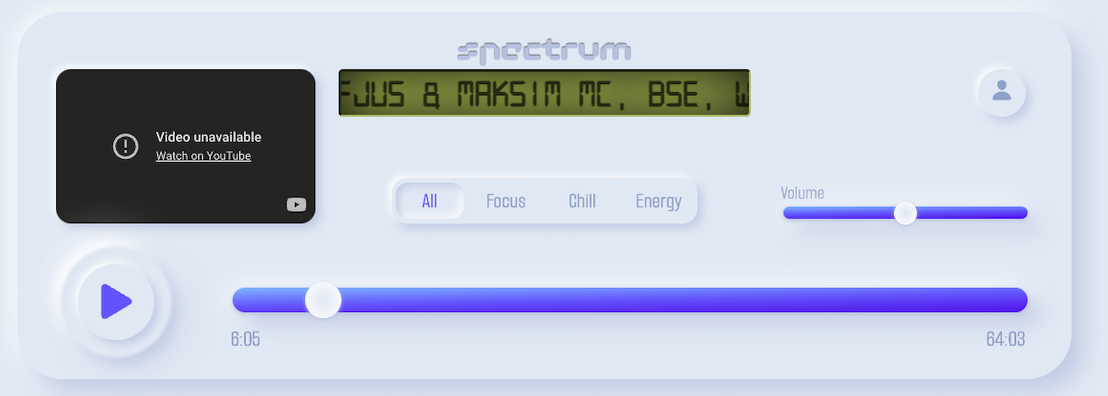 spectrum
FJUS & MAKSIM MC, BSE,
Video unavailable
Watch on YouTube
All Focus Chill Energy
Volume
6:05 64:03